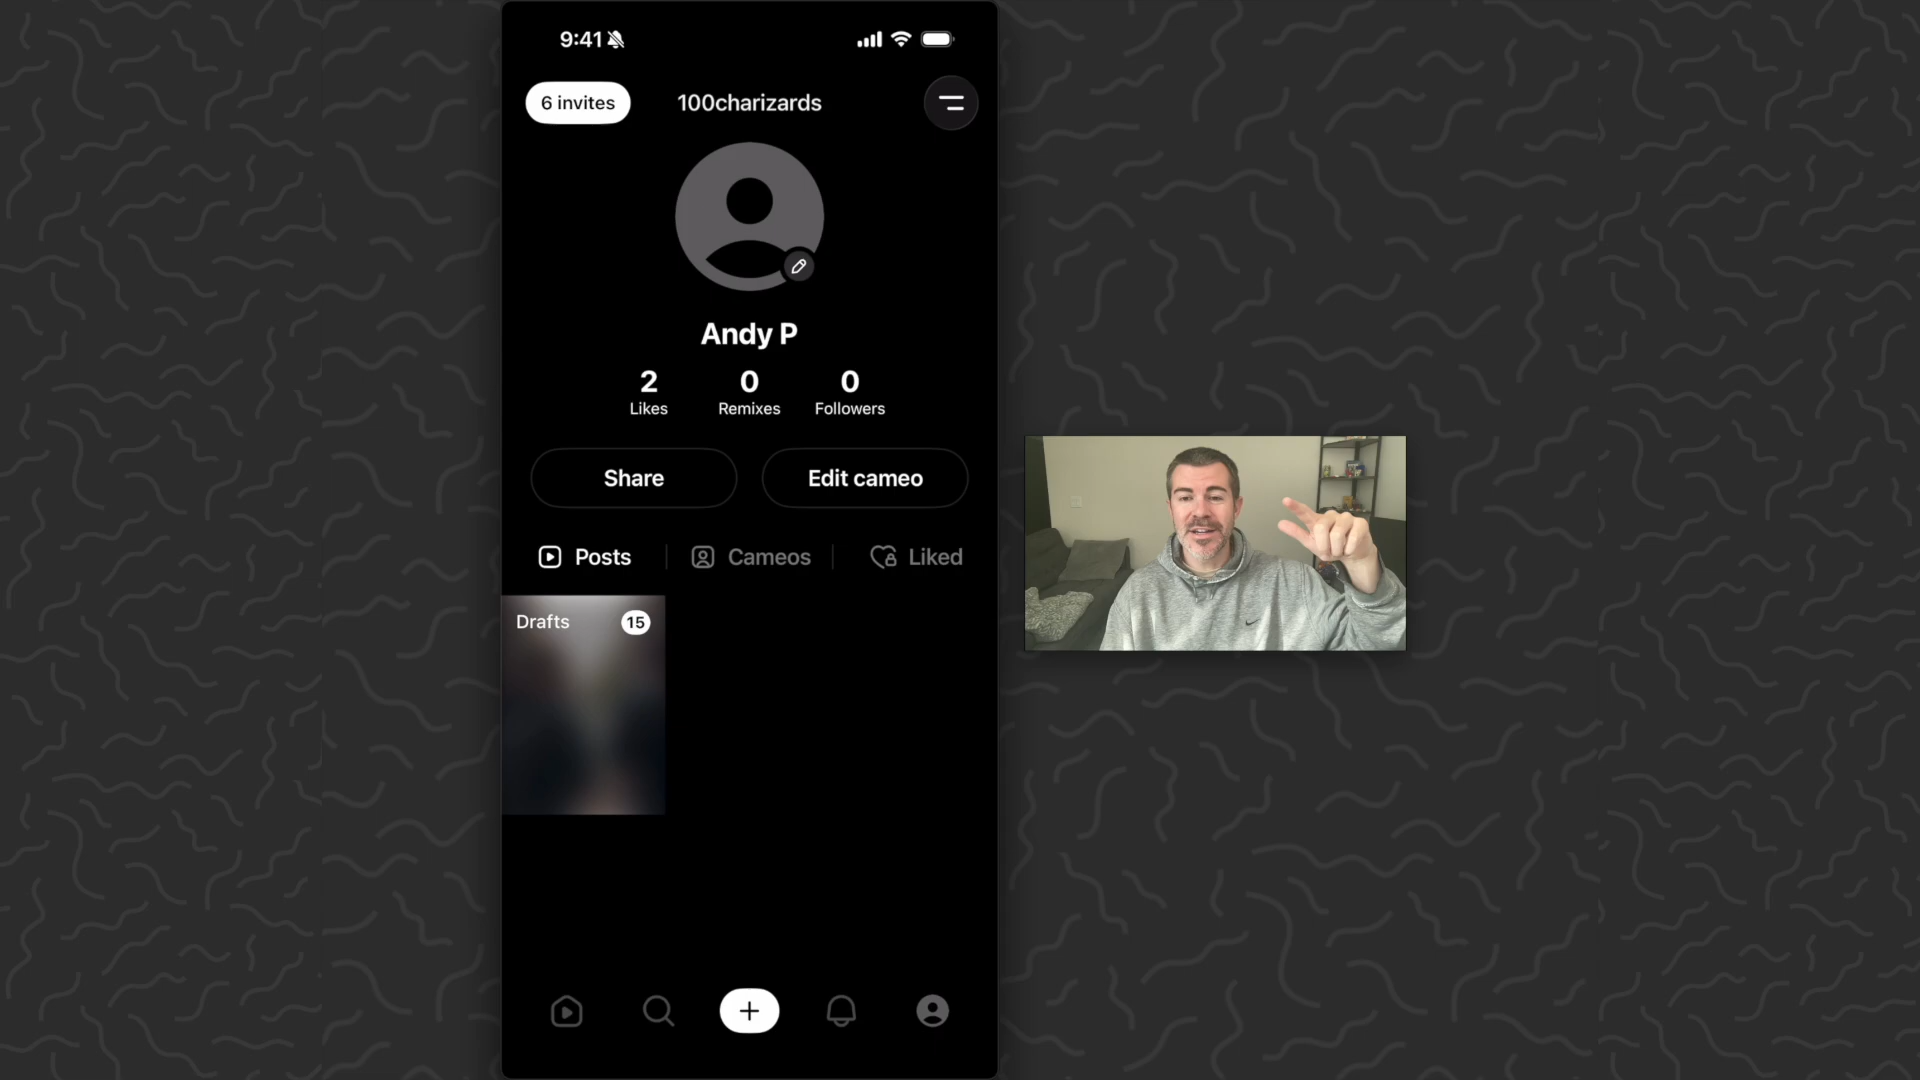 9:41
6 invites
100charizards
Andy P
2
0
0
Likes
Remixes
Followers
Share
Edit cameo
Posts
Cameos
Liked
Drafts
15